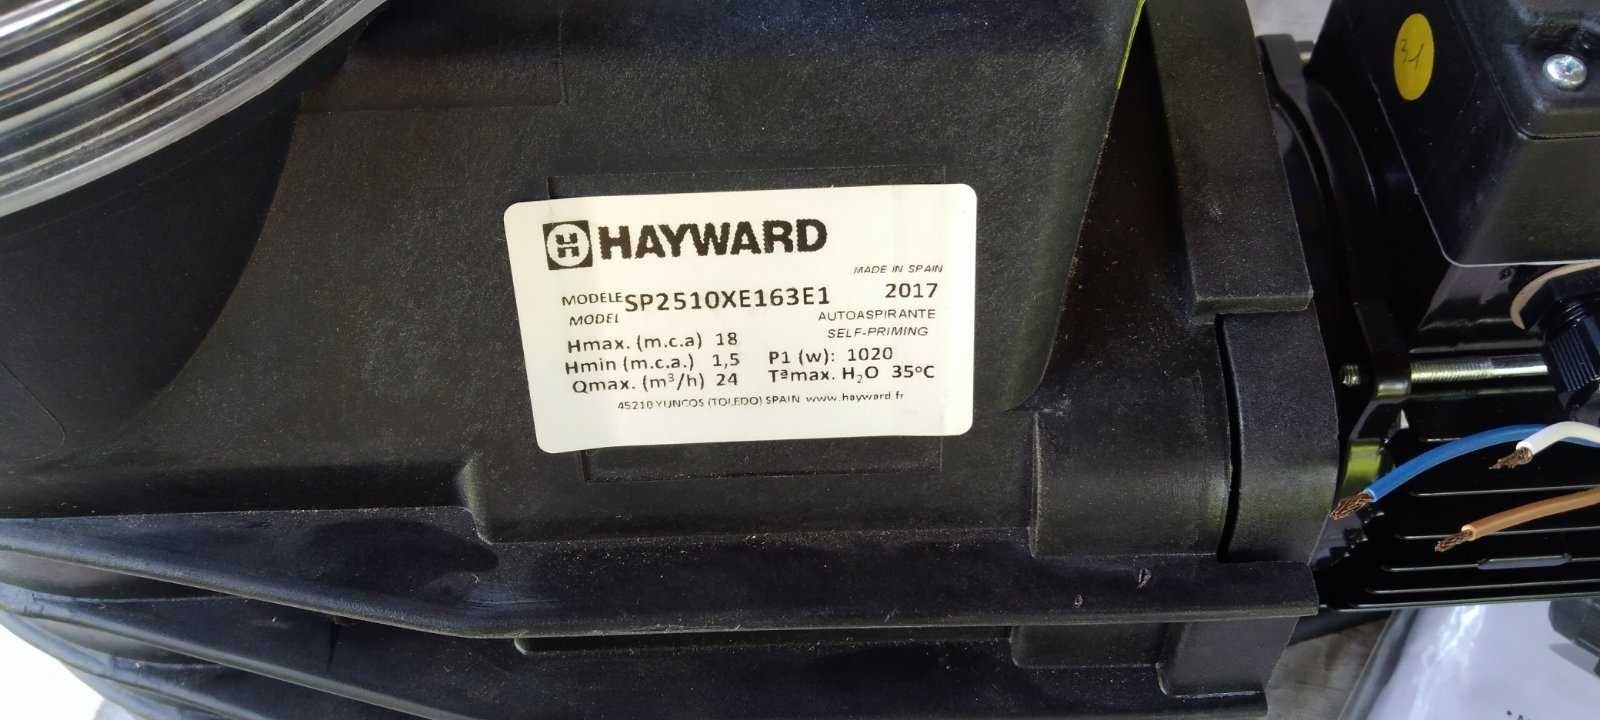 HAYWARD
MADE IN SPAIN
MODELE SP2510XE163E1 2017
MODEL
AUTOASPIRANTE
SELF-PRIMING
Hmax. (m.c.a) 18
Hmin (m.c.a.) 1,5 P1 (w): 1020
Qmax. (m³/h) 24 Tªmax. H₂O 35ºC
45210 YUNCOS (TOLEDO) SPAIN www.hayward.fr
31